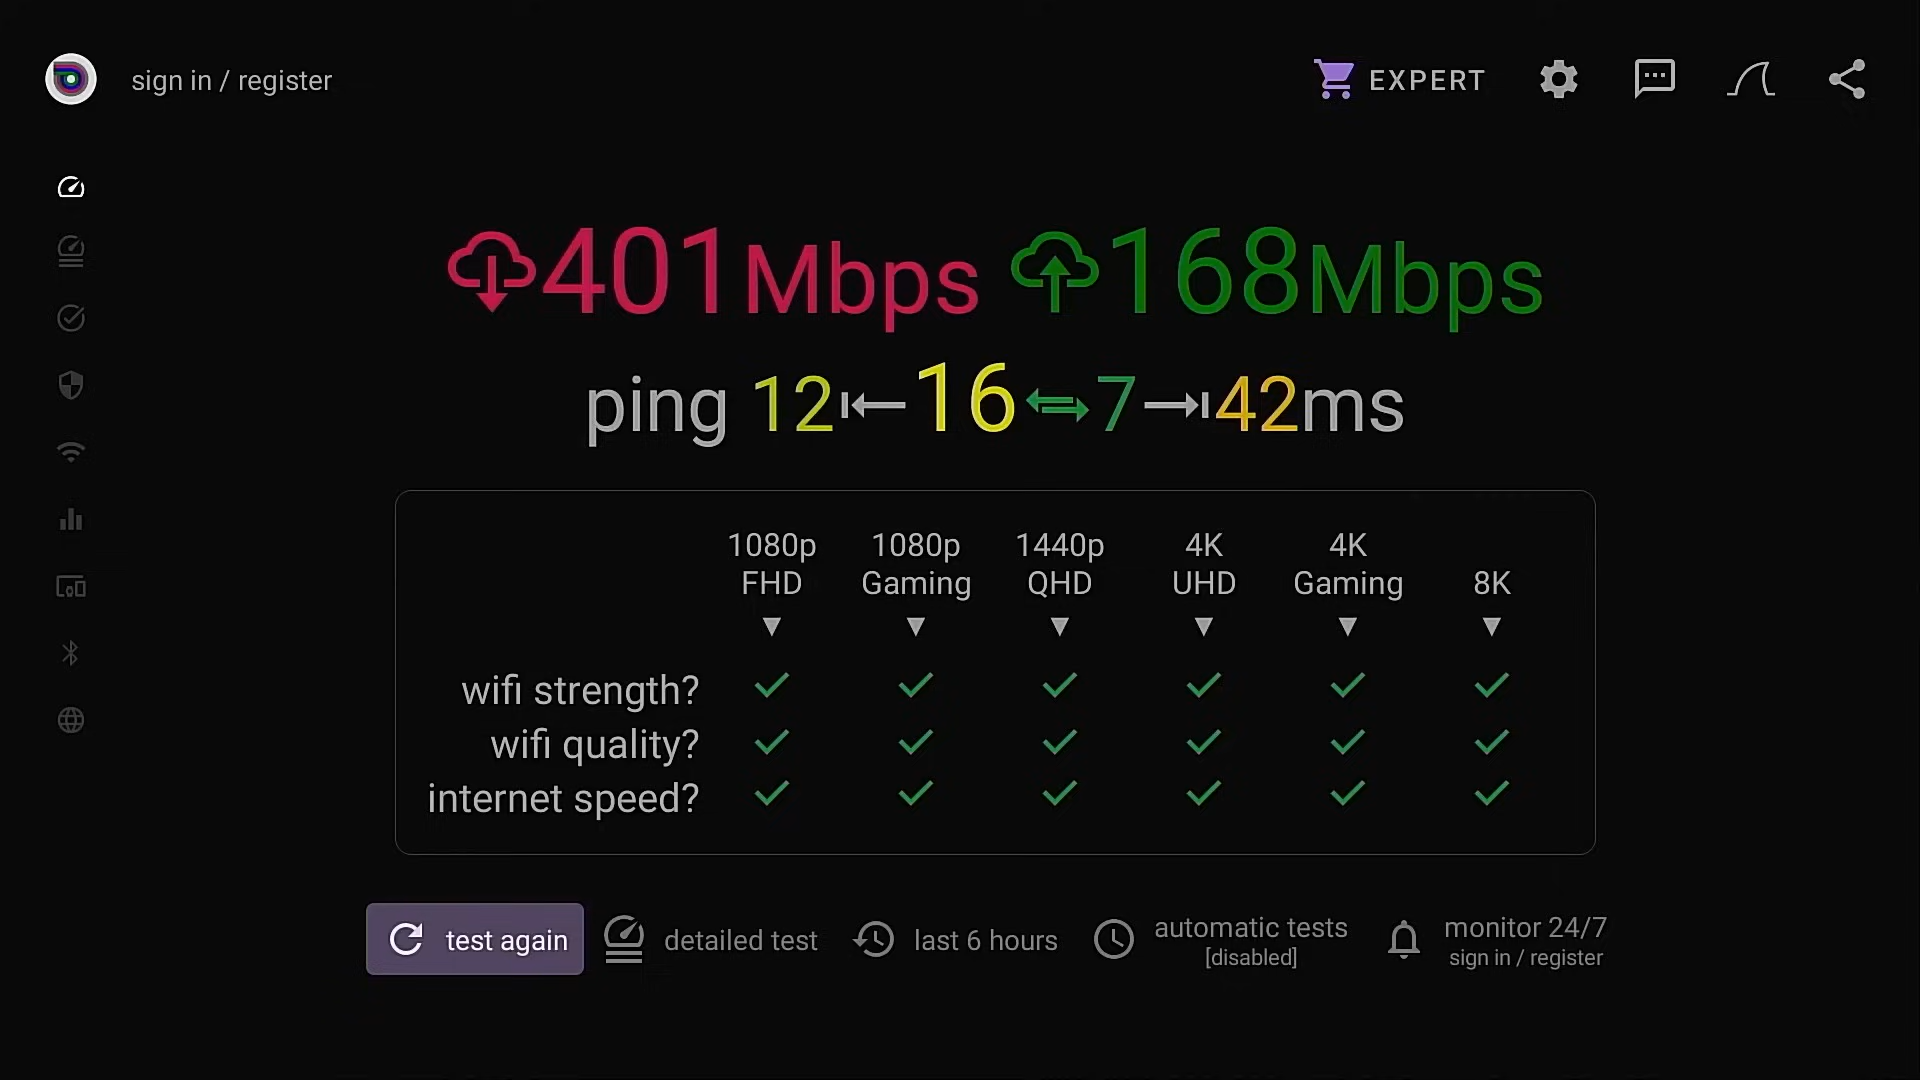 sign in / register
EXPERT
401Mbps 168Mbps
ping 12 16 7 42ms
1080p FHD
1080p Gaming
1440p QHD
4K UHD
4K Gaming
8K
wifi strength?
wifi quality?
internet speed?
test again
detailed test
last 6 hours
automatic tests
[disabled]
monitor 24/7
sign in / register